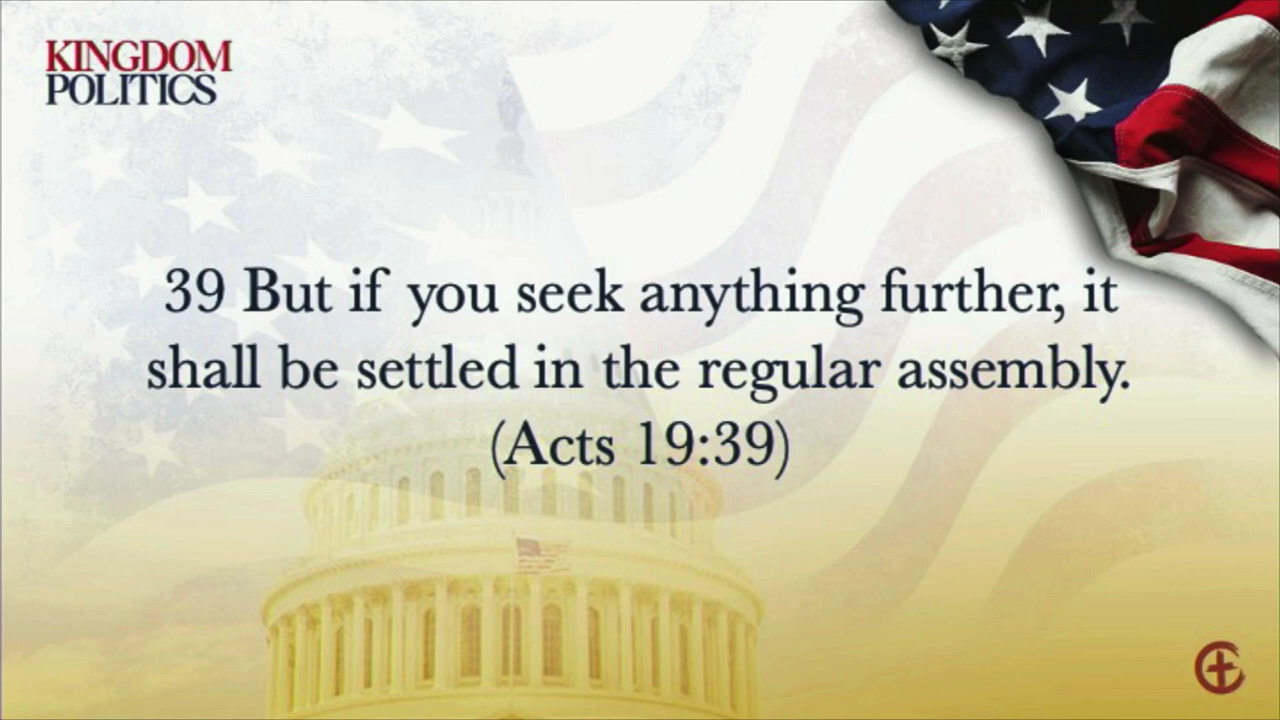 KINGDOM
POLITICS
39 But if you seek anything further, it
shall be settled in the regular assembly.
(Acts 19:39)